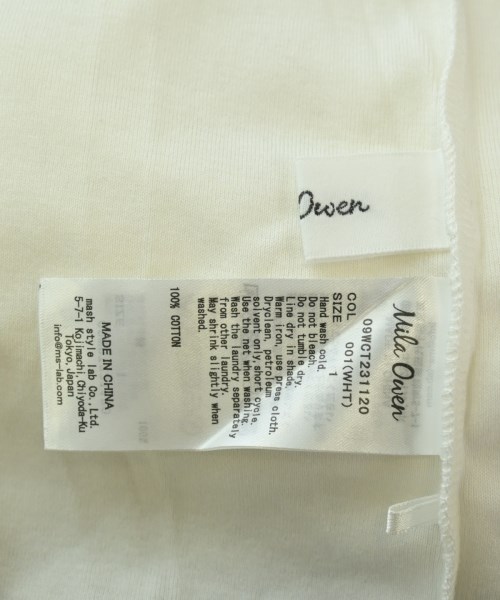 Owen
Mila Owen
09WCT231120
COL 001(WHT)
SIZE 1
Hand wash cold.
Do not bleach.
Do not tumble dry.
Line dry in shade.
Warm iron, use press cloth.
Dryclean,petroleum
solvent only,short cycle.
Use the net when washing.
Wash the laundry separately
from other laundry.
May shrink slightly when
washed.
100% COTTON
MADE IN CHINA
mash style lab Co., Ltd.
5-7-1 Kojimachi, Chiyoda-Ku
Tokyo, Japan
info@ms-lab.com